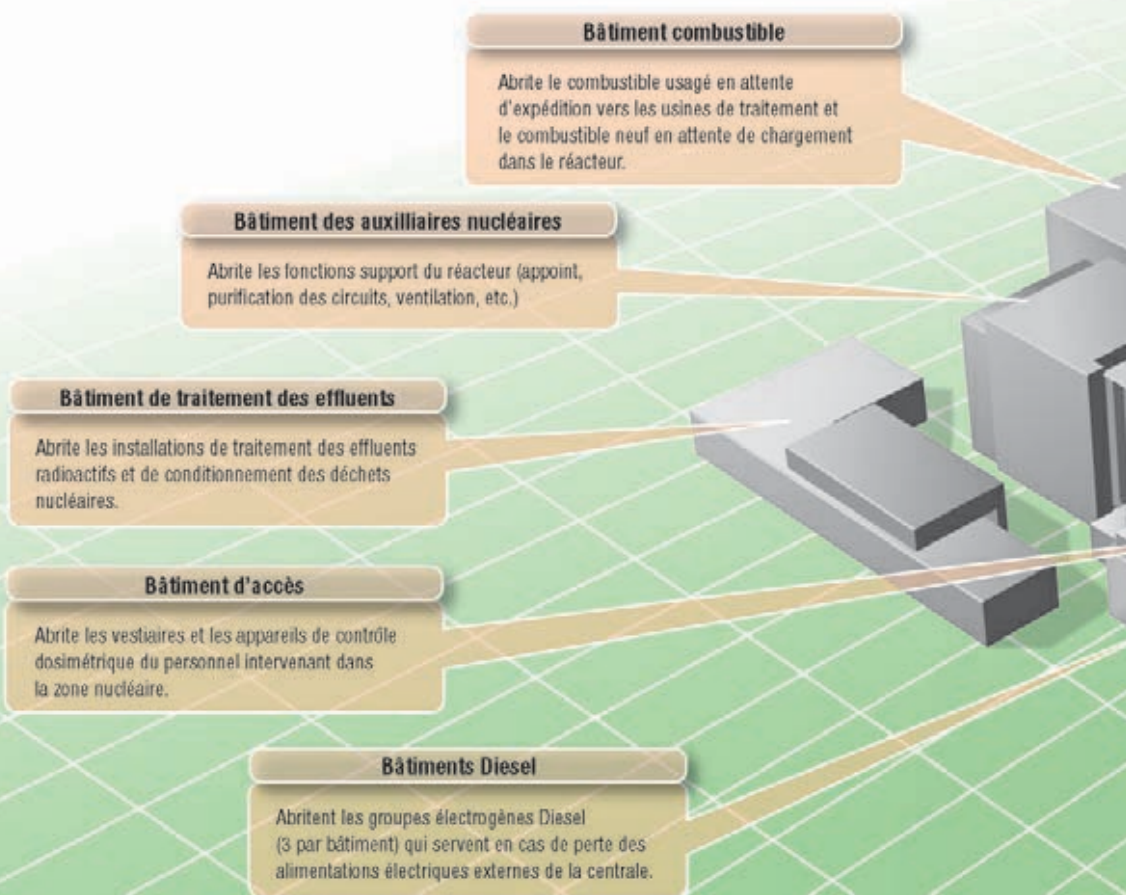 Bâtiment combustible
Abrite le combustible usagé en attente
d'expédition vers les usines de traitement et
le combustible neuf en attente de chargement
dans le réacteur.
Bâtiment des auxilliaires nucléaires
Abrite les fonctions support du réacteur (appoint,
purification des circuits, ventilation, etc.)
Bâtiment de traitement des effluents
Abrite les installations de traitement des effluents
radioactifs et de conditionnement des déchets
nucléaires.
Bâtiment d'accès
Abrite les vestiaires et les appareils de contrôle
dosimétrique du personnel intervenant dans
la zone nucléaire.
Bâtiments Diesel
Abritent les groupes électrogènes Diesel
(3 par bâtiment) qui servent en cas de perte des
alimentations électriques externes de la centrale.